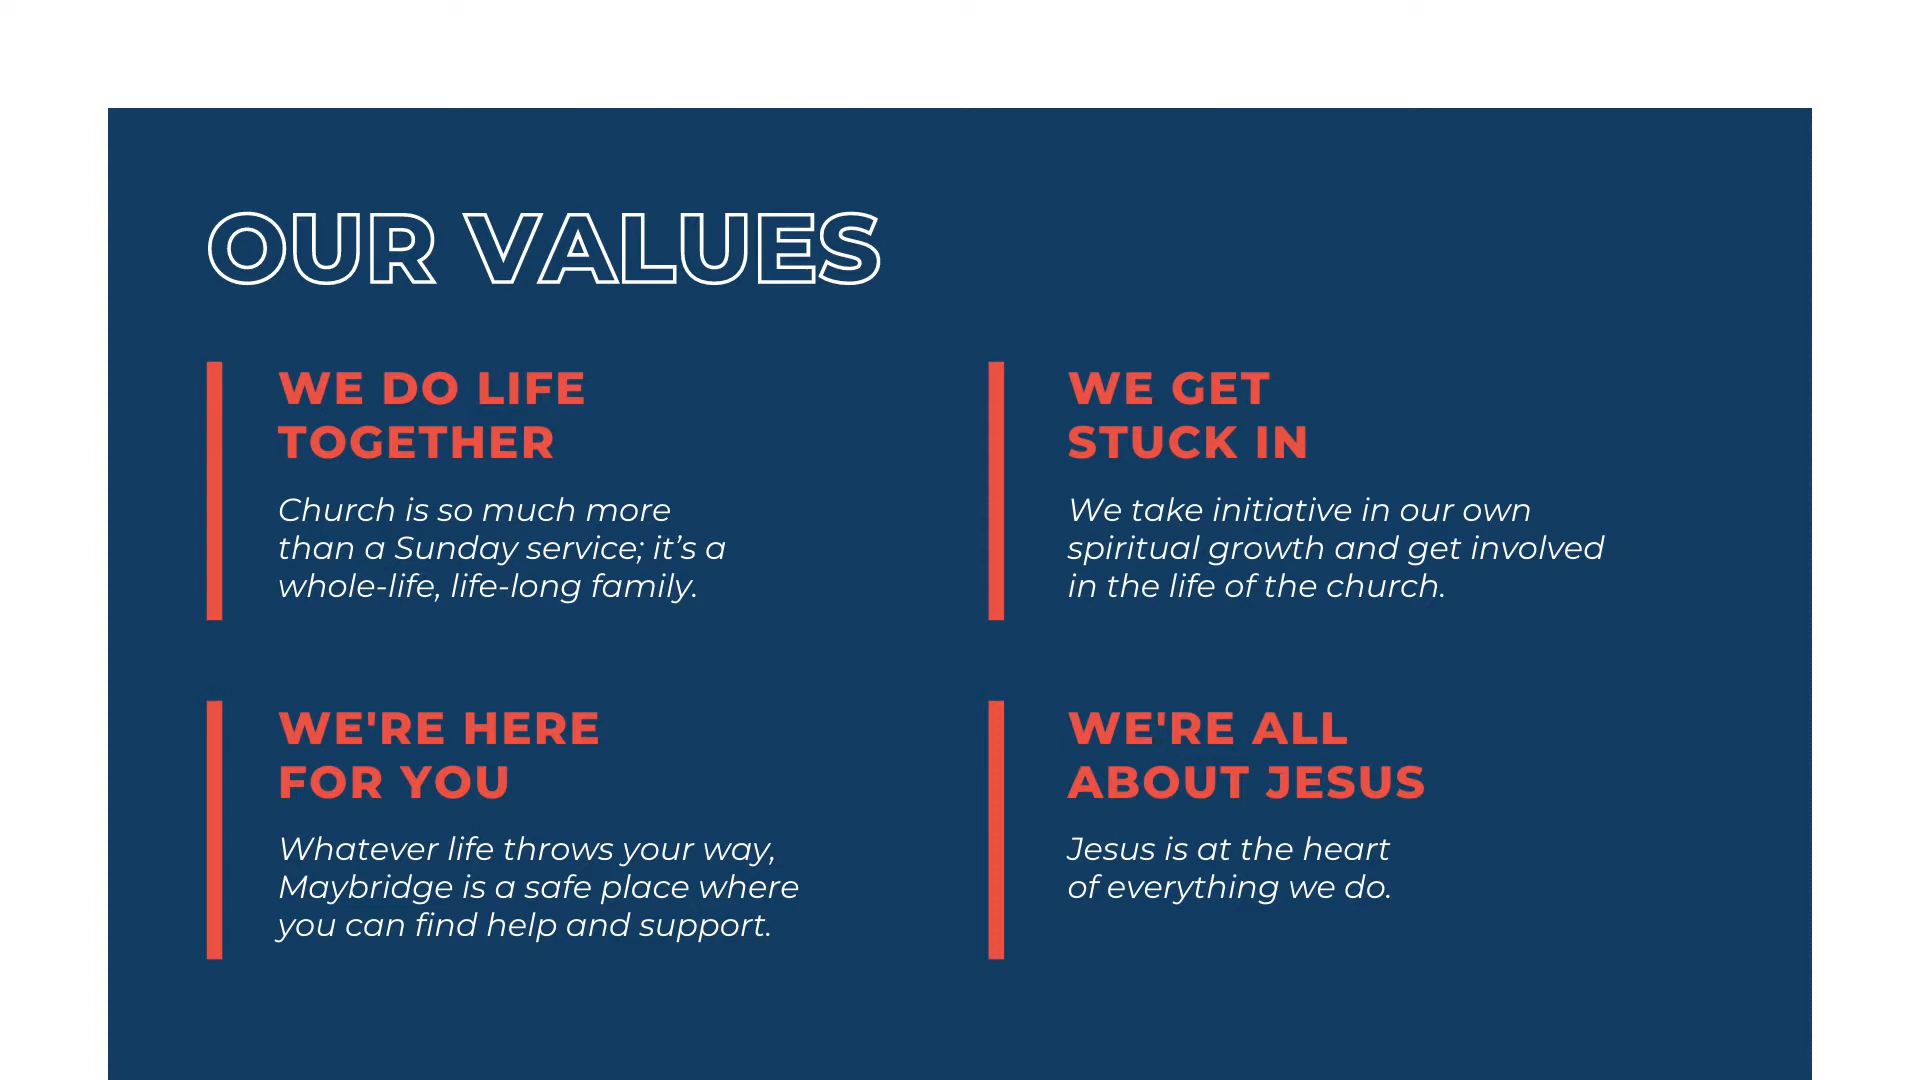 OUR VALUES
WE DO LIFE
TOGETHER
Church is so much more
than a Sunday service; it’s a
whole-life, life-long family.
WE GET
STUCK IN
We take initiative in our own
spiritual growth and get involved
in the life of the church.
WE'RE HERE
FOR YOU
Whatever life throws your way,
Maybridge is a safe place where
you can find help and support.
WE'RE ALL
ABOUT JESUS
Jesus is at the heart
of everything we do.